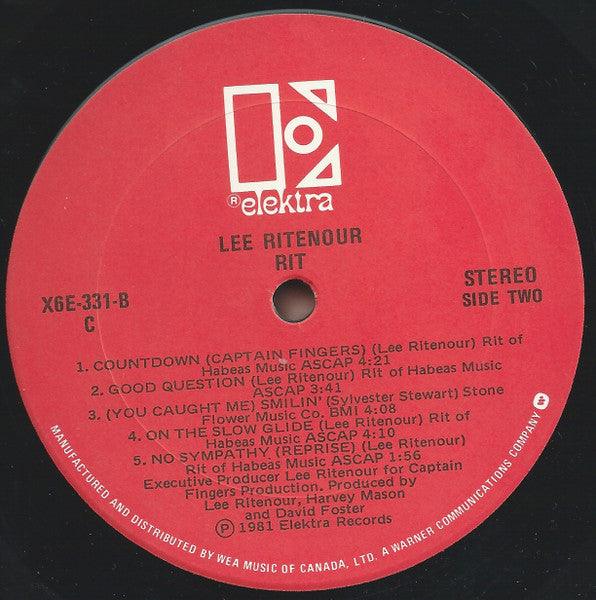 ® elektra
LEE RITENOUR
RIT
X6E-331-B
C
STEREO
SIDE TWO
1. COUNTDOWN (CAPTAIN FINGERS) (Lee Ritenour) Rit of
Habeas Music ASCAP 4:21
2. GOOD QUESTION (Lee Ritenour) Rit of Habeas Music
ASCAP 3:41
3. (YOU CAUGHT ME) SMILIN' (Sylvester Stewart) Stone
Flower Music Co. BMI 4:08
4. ON THE SLOW GLIDE (Lee Ritenour) Rit of
Habeas Music ASCAP 4:10
5. NO SYMPATHY (REPRISE) (Lee Ritenour)
Rit of Habeas Music ASCAP 1:56
Executive Producer Lee Ritenour for Captain
Fingers Production. Produced by
Lee Ritenour, Harvey Mason
and David Foster
℗ 1981 Elektra Records
MANUFACTURED AND DISTRIBUTED BY WEA MUSIC OF CANADA, LTD. A WARNER COMMUNICATIONS COMPANY